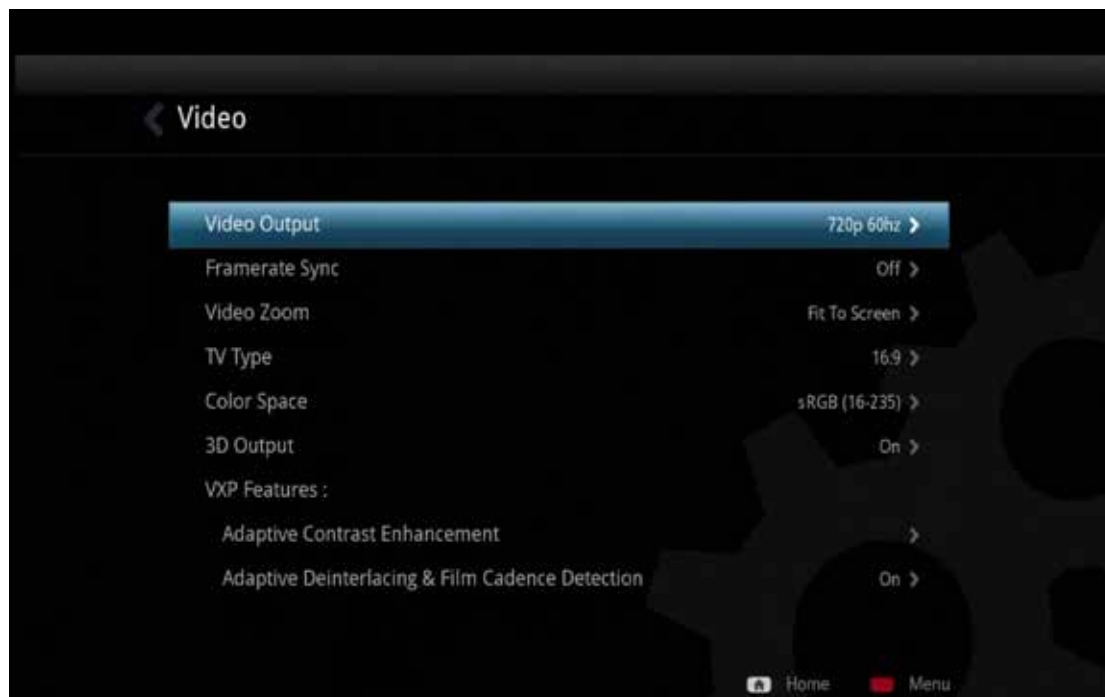 Video
Video Output 720p 60hz
Framerate Sync Off
Video Zoom Fit To Screen
TV Type 16:9
Color Space sRGB (16-235)
3D Output On
VXP Features :
Adaptive Contrast Enhancement
Adaptive Deinterlacing & Film Cadence Detection On
Home Menu